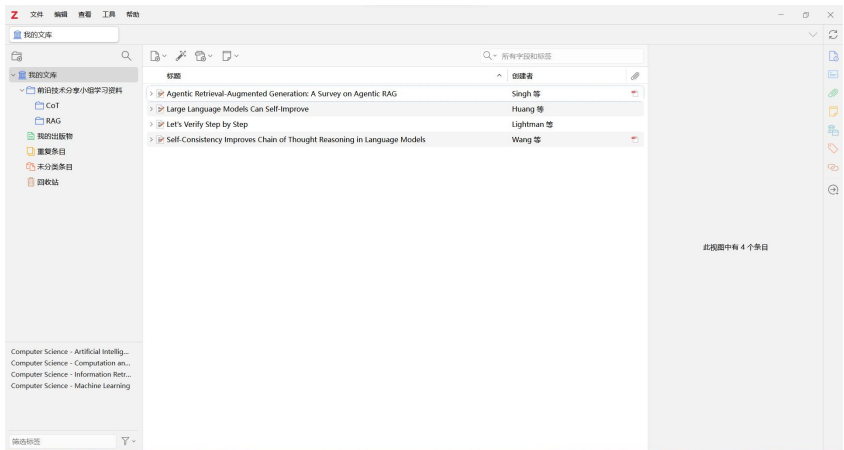 Z 文件 编辑 查看 工具 帮助
我的文库
所有字段和标签
标题 创建者
我的文库
前沿技术分享小组学习资料
CoT
RAG
我的出版物
重复条目
未分类条目
回收站
Agentic Retrieval-Augmented Generation: A Survey on Agentic RAG Singh 等
Large Language Models Can Self-Improve Huang 等
Let's Verify Step by Step Lightman 等
Self-Consistency Improves Chain of Thought Reasoning in Language Models Wang 等
此视图中有 4 个条目
Computer Science - Artificial Intellig...
Computer Science - Computation an...
Computer Science - Information Retr...
Computer Science - Machine Learning
筛选标签